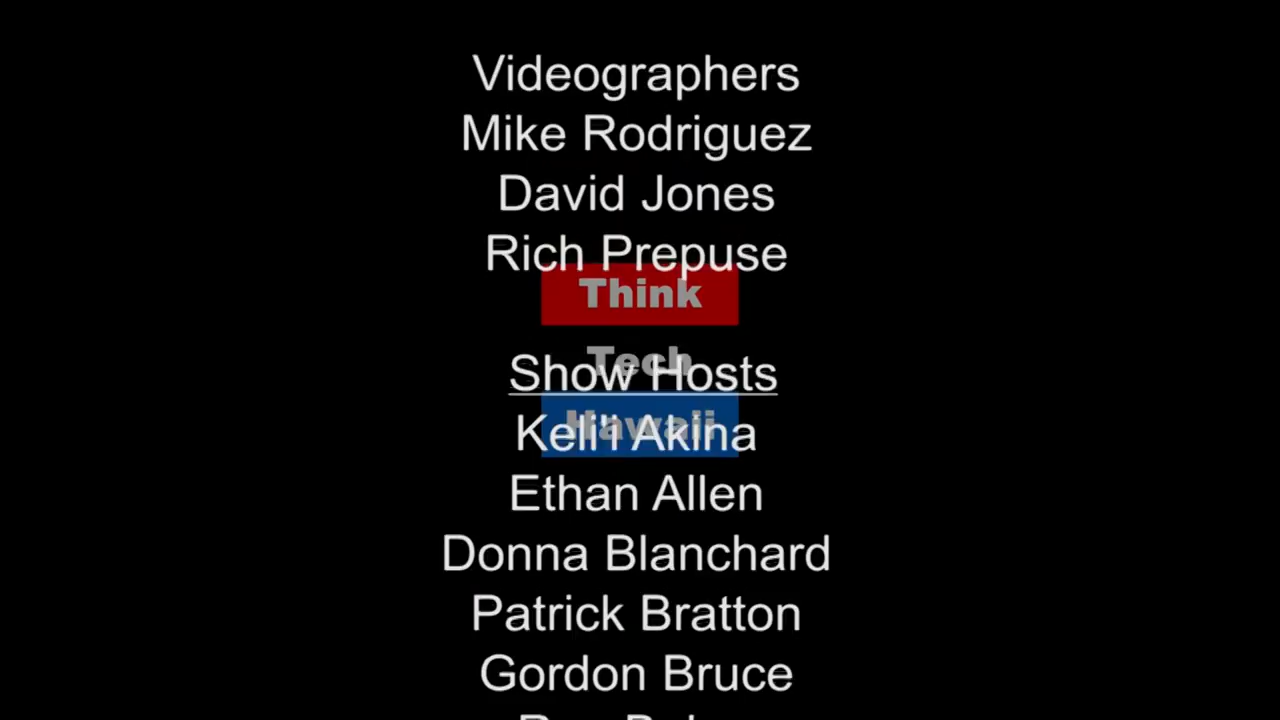 Videographers
Mike Rodriguez
David Jones
Rich Prepuse
Think
Tech
Hawaii
Show Hosts
Keli'i Akina
Ethan Allen
Donna Blanchard
Patrick Bratton
Gordon Bruce